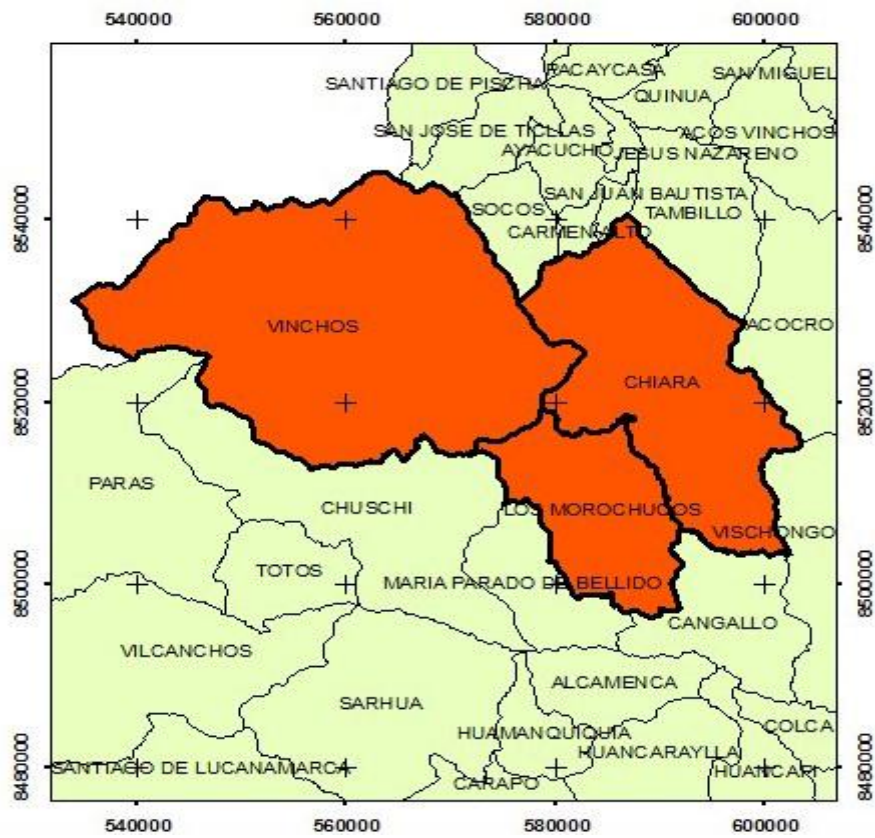 540000 560000 580000 600000
SANTIAGO DE PISCHA
PACAYCASA
SAN MIGUEL
QUINUA
SAN JOSE DE TICLLAS
ACOS VINCHOS
AYACUCHO
JESUS NAZARENO
SAN JUAN BAUTISTA
SOCOS
TAMBILLO
8540000
8540000
CARMEN ALTO
VINCHOS
ACOCRO
CHIARA
8520000
8520000
PARAS
CHUSCHI
LOS MOROCHUCOS
VISCHONGO
TOTOS
MARIA PARADO DE BELLIDO
8500000
8500000
CANGALLO
VILCANCHOS
ALCAMENCA
SARHUA
COLCA
HUAMANQUIQUIA
HUANCARAYLLA
SANTIAGO DE LUCANAMARCA
HUANCAPI
8480000
8480000
CARAPO
540000 560000 580000 600000